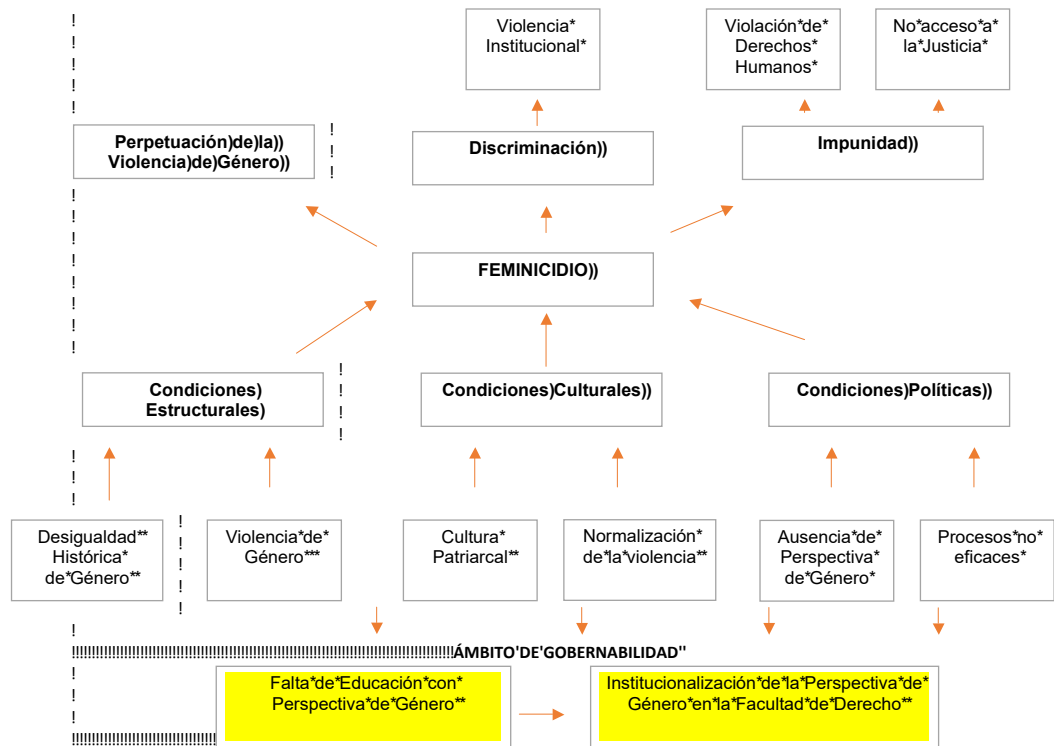 Violencia*
Institucional*
Violación*de*
Derechos*
Humanos*
No*acceso*a*
la*Justicia*
Perpetuación)de)la))
Violencia)de)Género))
Discriminación))
Impunidad))
FEMINICIDIO))
Condiciones)
Estructurales)
Condiciones)Culturales))
Condiciones)Políticas))
Desigualdad**
Histórica*
de*Género**
Violencia*de*
Género***
Cultura*
Patriarcal**
Normalización*
de*la*violencia**
Ausencia*de*
Perspectiva*
de*Género*
Procesos*no*
eficaces*
ÁMBITO'DE'GOBERNABILIDAD''
Falta*de*Educación*con*
Perspectiva*de*Género**
Institucionalización*de*la*Perspectiva*de*
Género*en*la*Facultad*de*Derecho**